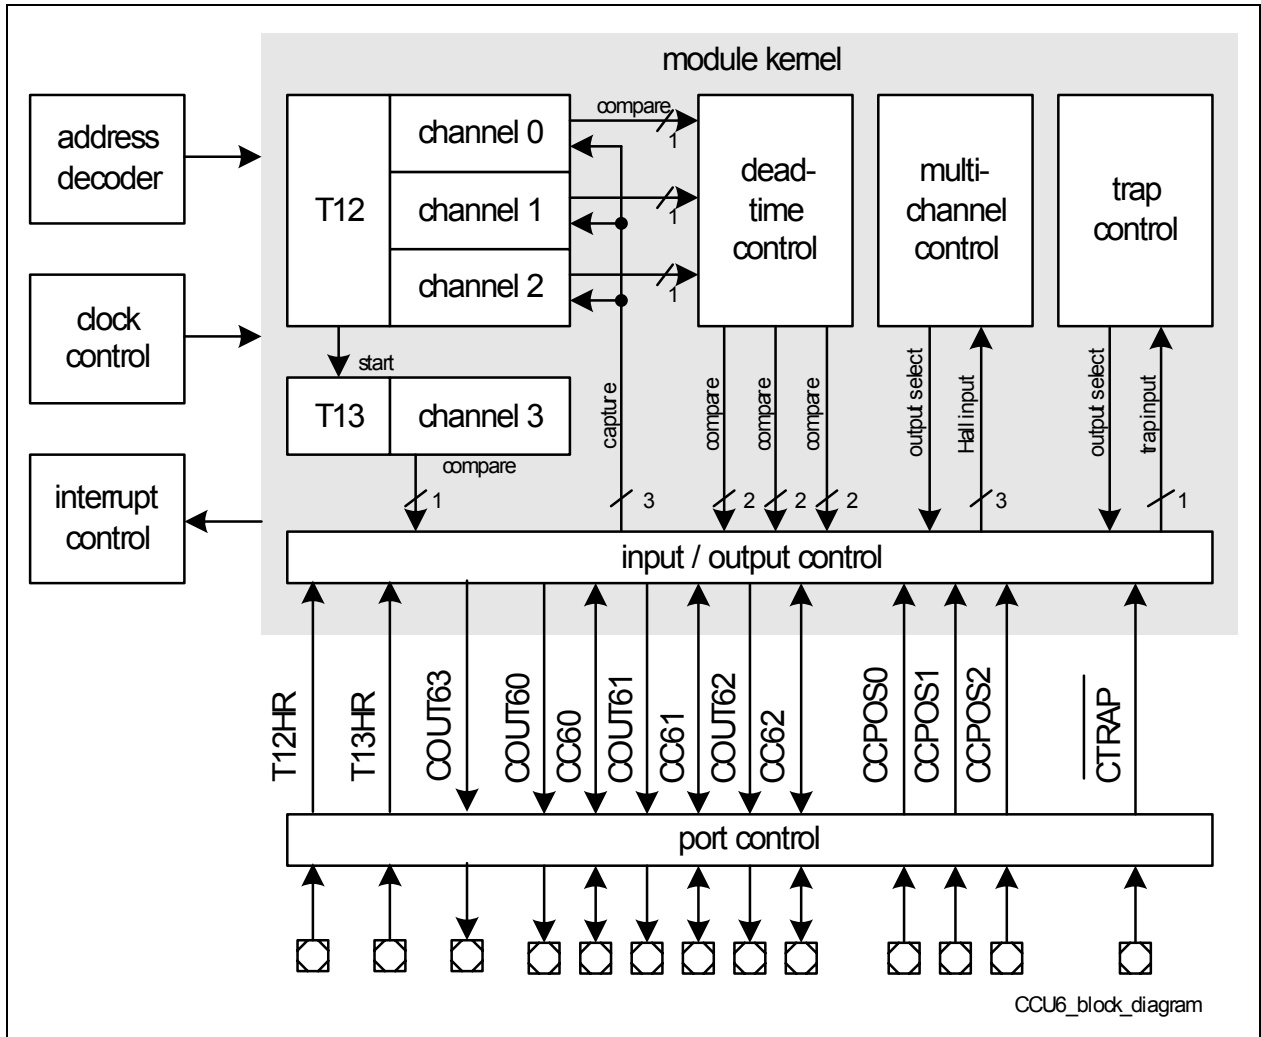 module kernel
address
decoder
clock
control
interrupt
control
T12
channel 0
channel 1
channel 2
compare
1
1
1
dead-
time
control
multi-
channel
control
trap
control
start
T13
channel 3
compare
1
capture
3
compare
2
compare
2
compare
2
output select
Hall input
3
output select
trap input
1
input / output control
T12HR
T13HR
COUT63
COUT60
CC60
COUT61
CC61
COUT62
CC62
CCPOS0
CCPOS1
CCPOS2
CTRAP
port control
CCU6_block_diagram